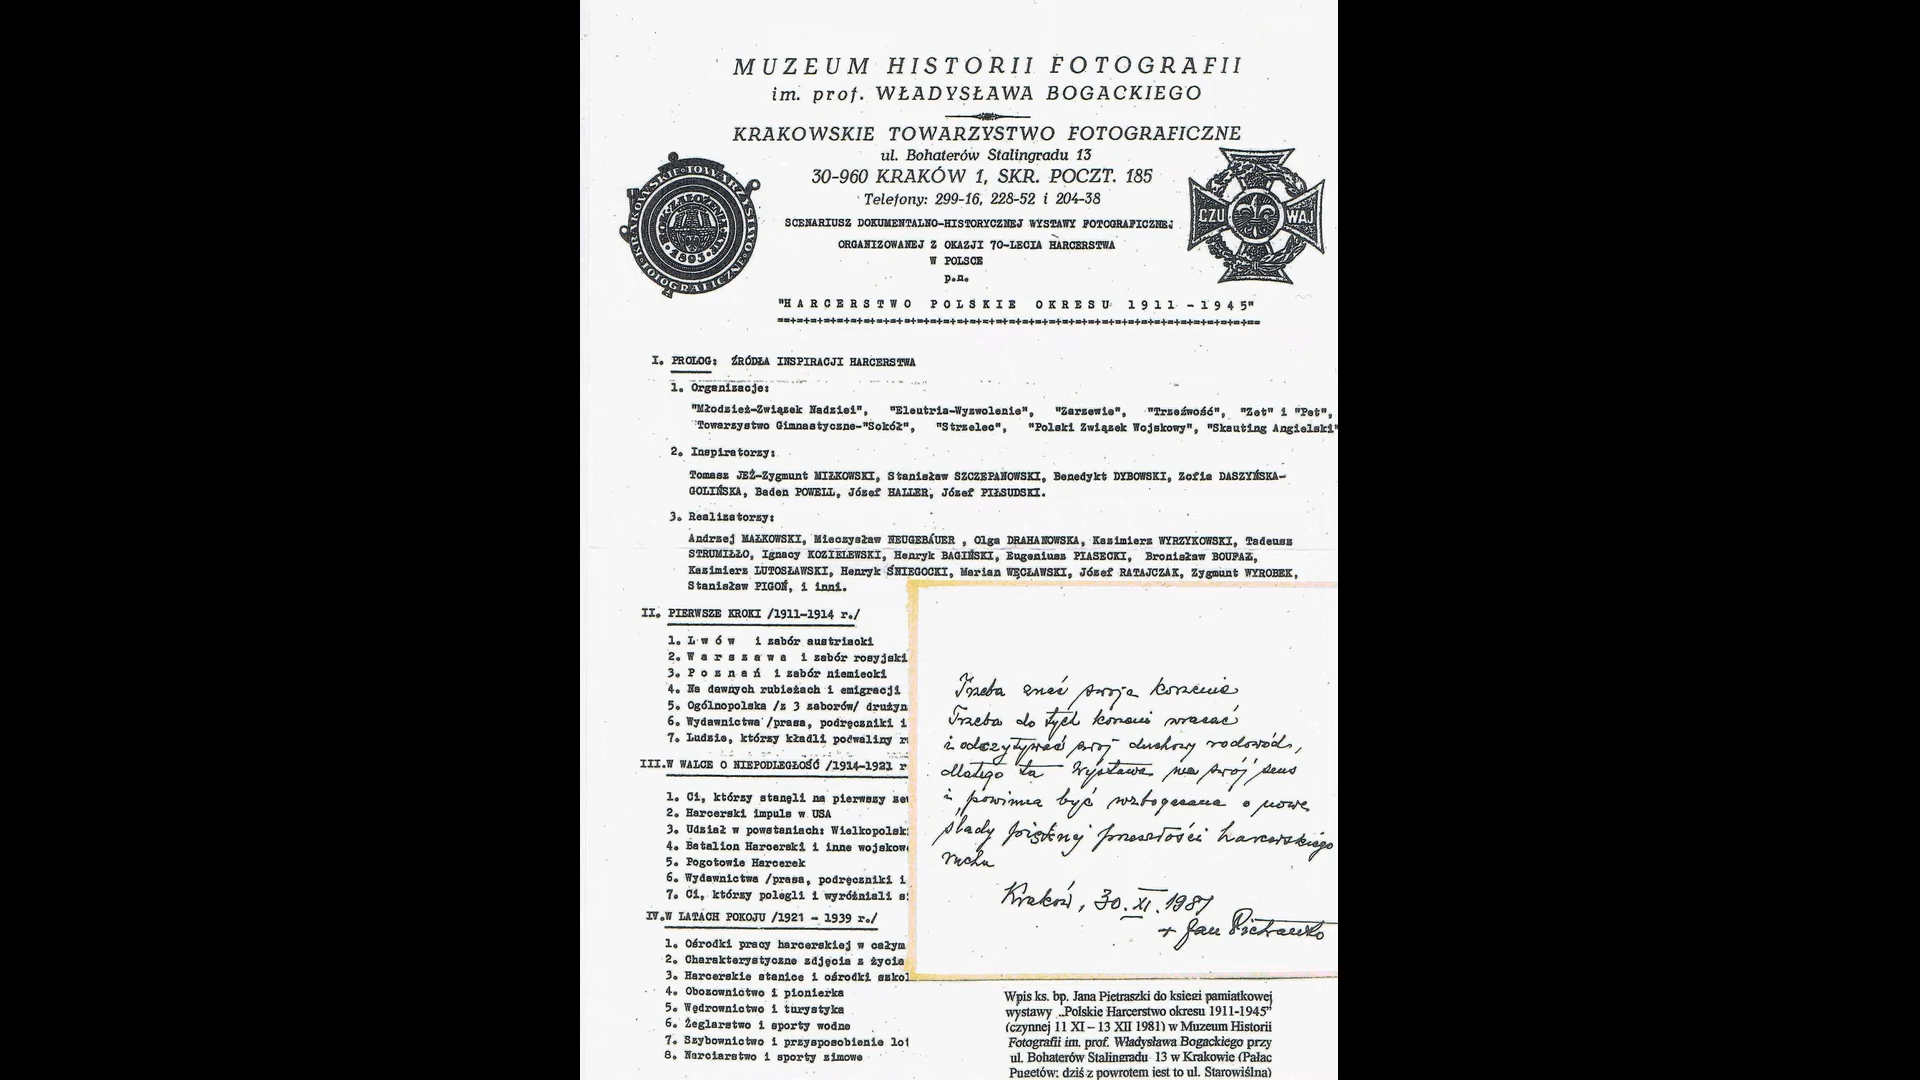 MUZEUM HISTORII FOTOGRAFII
im. prof. WŁADYSŁAWA BOGACKIEGO
KRAKOWSKIE TOWARZYSTWO FOTOGRAFICZNE
ul. Bohaterów Stalingradu 13
30-960 KRAKÓW 1, SKR. POCZT. 185
Telefony: 299-16, 228-52 i 204-38
KRAKOWSKIE TOWARZYSTWO FOTOGRAFICZNE
ROK ZAŁOŻENIA
1895
CZU WAJ
SCENARIUSZ DOKUMENTALNO-HISTORYCZNEJ WYSTAWY FOTOGRAFICZNEJ
ORGANIZOWANEJ Z OKAZJI 70-LECIA HARCERSTWA
W POLSCE
p.n.
"HARCERSTWO POLSKIE OKRESU 1911 - 1945"
I. PROLOG: ŹRÓDŁA INSPIRACJI HARCERSTWA
1. Organizacje:
"Młodzież-Związek Nadziei", "Eleutria-Wyzwolenie", "Zarzewie", "Trzeźwość", "Zet" i "Pet",
Towarzystwo Gimnastyczne-"Sokół", "Strzelec", "Polski Związek Wojskowy", "Skauting Angielski"
2. Inspiratorzy:
Tomasz JEŻ-Zygmunt MIŁKOWSKI, Stanisław SZCZEPANOWSKI, Benedykt DYBOWSKI, Zofia DASZYŃSKA-
GOLIŃSKA, Baden POWELL, Józef HALLER, Józef PIŁSUDSKI.
3. Realizatorzy:
Andrzej MAŁKOWSKI, Mieczysław NEUGEBAUER , Olga DRAHANOWSKA, Kazimierz WYRZYKOWSKI, Tadeusz
STRUMIŁŁO, Ignacy KOZIELEWSKI, Henryk BAGIŃSKI, Eugeniusz PIASECKI, Bronisław BOUFAŁ,
Kazimierz LUTOSŁAWSKI, Henryk ŚNIEGOCKI, Marian WĘCŁAWSKI, Józef RATAJCZAK, Zygmunt WYROBEK,
Stanisław PIGOŃ, i inni.
II. PIERWSZE KROKI /1911-1914 r./
1. Lwów i zabór austriacki
2. Warszawa i zabór rosyjski
3. Poznań i zabór niemiecki
4. Na dawnych rubieżach i emigracji
5. Ogólnopolska /z 3 zaborów/ drużyn
6. Wydawnictwa /prasa, podręczniki i
7. Ludzie, którzy kładli podwaliny r
III.W WALCE O NIEPODLEGŁOŚĆ /1914-1921 r
1. Ci, którzy stanęli na pierwszy zew
2. Harcerski impuls w USA
3. Udział w powstaniach: Wielkopolsk
4. Batalion Harcerski i inne wojskow
5. Pogotowie Harcerek
6. Wydawnictwa /prasa, podręczniki i
7. Ci, którzy polegli i wyróżniali s
IV.W LATACH POKOJU /1921 - 1939 r./
1. Ośrodki pracy harcerskiej w całym
2. Charakterystyczne zdjęcia z życia
3. Harcerskie stanice i ośrodki szkol
4. Obozownictwo i pionierka
5. Wędrownictwo i turystyka
6. Żeglarstwo i sporty wodne
7. Szybownictwo i przysposobienie lot
8. Narciarstwo i sporty zimowe
Trzeba znać swoje korzenie
Trzeba do tych korzeni wracać
i odczytywać swój duchowy rodowód,
dlatego ta Wystawa ma swój sens
i powinna być wzbogacana o nowe
ślady pięknej przeszłości harcerskiego
ruchu
Kraków, 30.XI.1981
+ Jan Pietraszko
Wpis ks. bp. Jana Pietraszki do księgi pamiatkowej
wystawy „Polskie Harcerstwo okresu 1911-1945”
(czynnej 11 XI – 13 XII 1981) w Muzeum Historii
Fotografii im. prof. Władysława Bogackiego przy
ul. Bohaterów Stalingradu 13 w Krakowie (Pałac
Pugetów; dziś z powrotem jest to ul. Starowiślna)